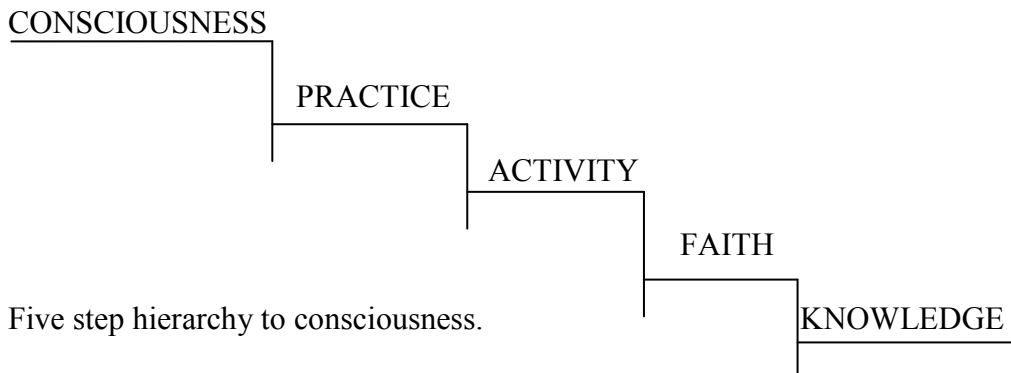 CONSCIOUSNESS
PRACTICE
ACTIVITY
FAITH
Five step hierarchy to consciousness.
KNOWLEDGE